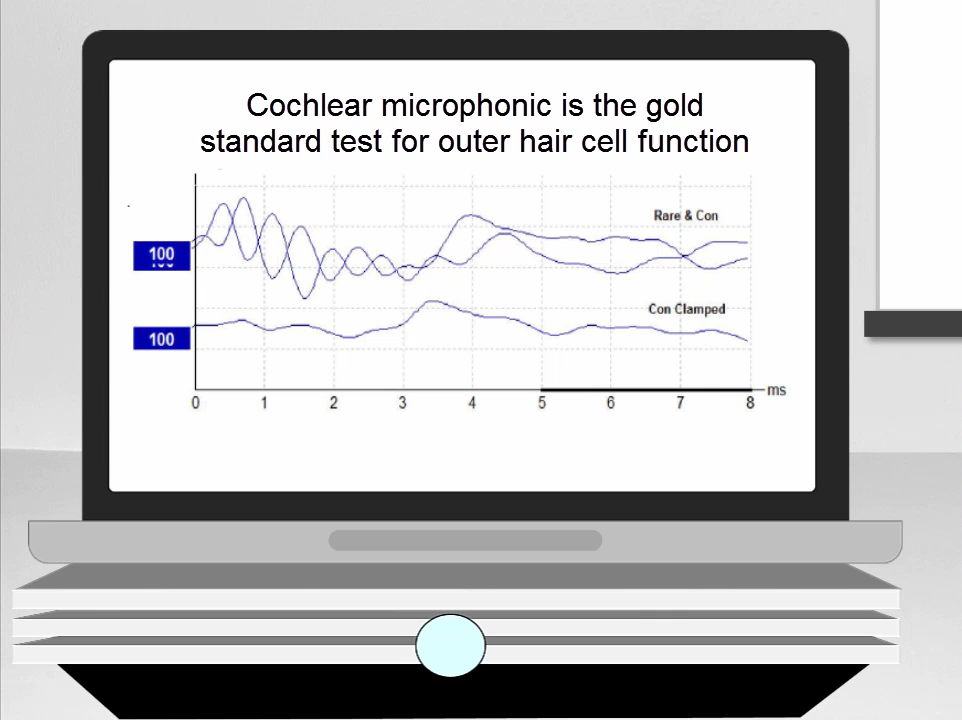 Cochlear microphonic is the gold
standard test for outer hair cell function
Rare & Con
100
Con Clamped
100
ms
0 1 2 3 4 5 6 7 8